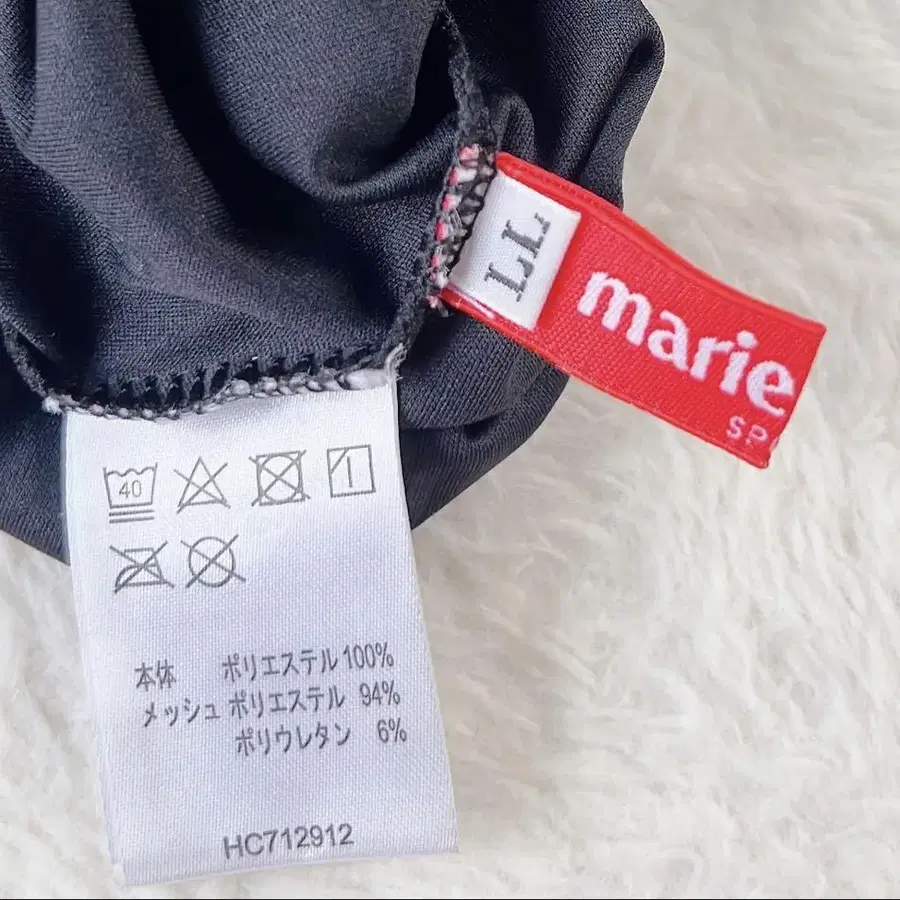 LL
marie
SP
40
本体 ポリエステル 100%
メッシュ ポリエステル 94%
ポリウレタン 6%
HC712912